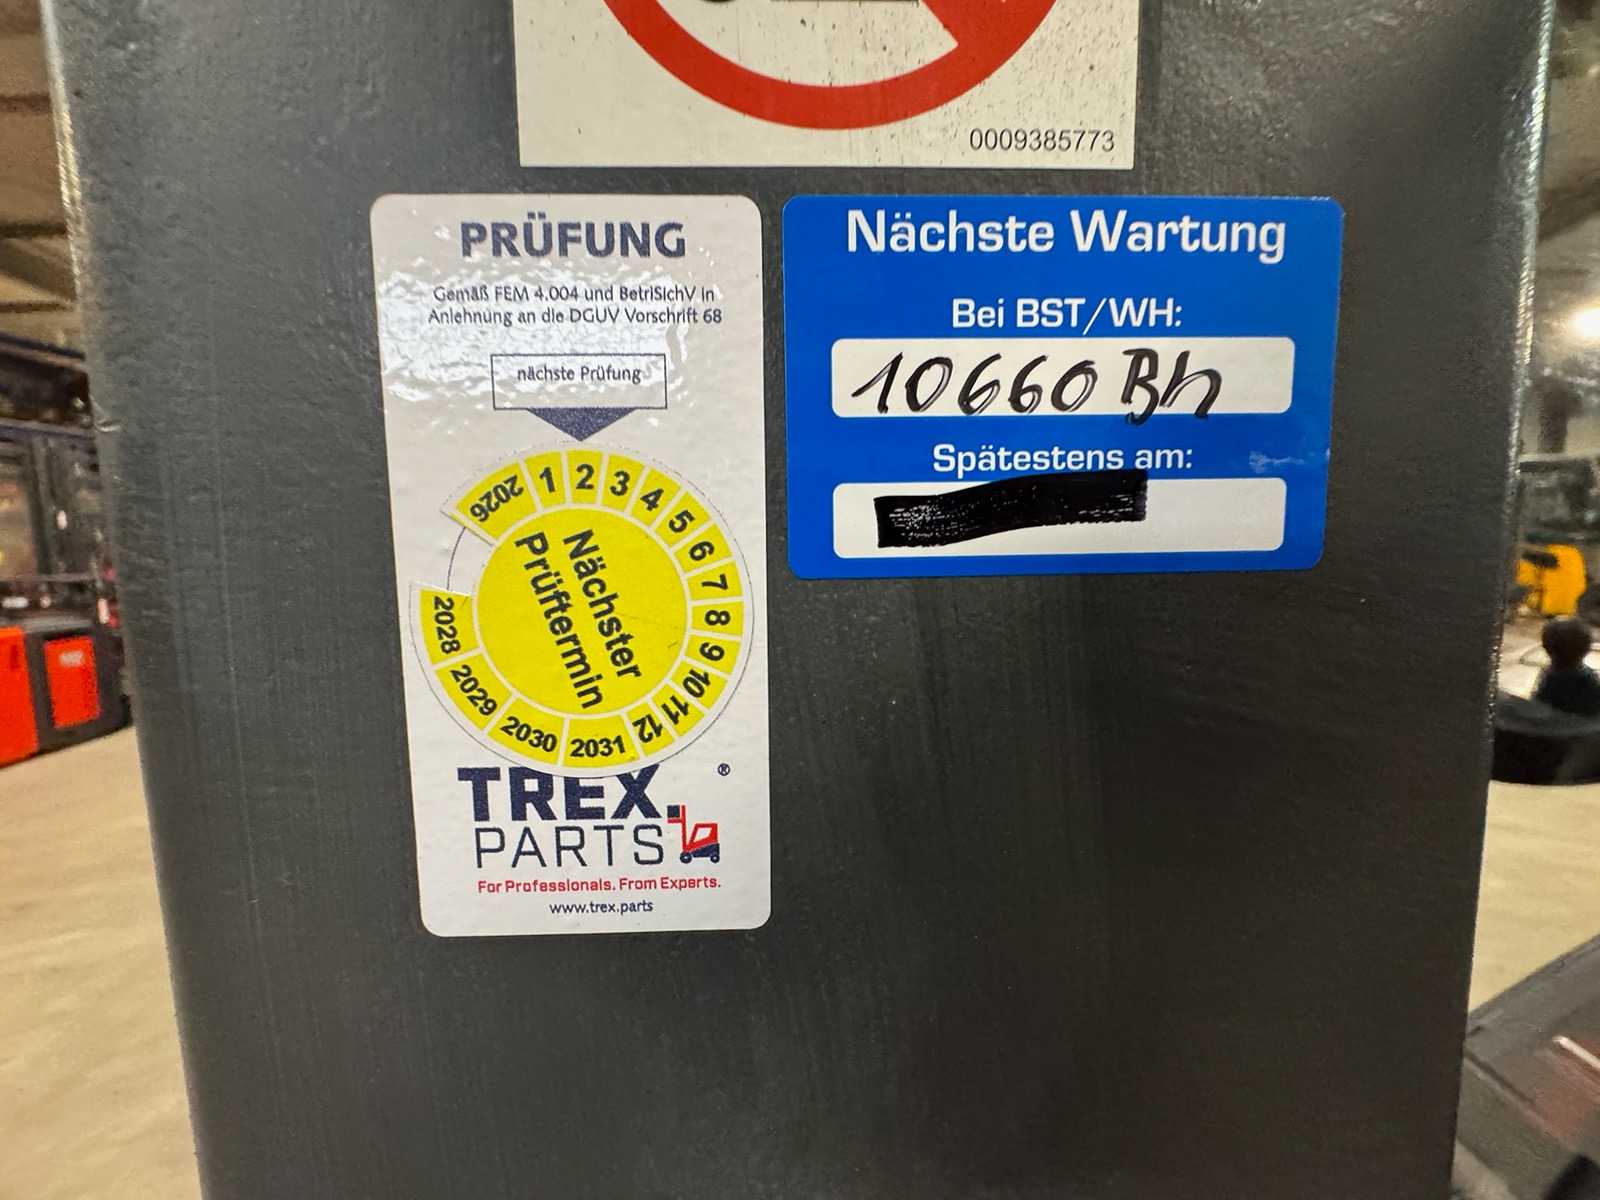 0009385773
PRÜFUNG
Gemäß FEM 4.004 und BetrISichV in
Anlehnung an die DGUV Vorschrift 68
nächste Prüfung
2026 1 2 3 4 5 6 7 8 9 10 11 12 2031 2030 2029 2028
Nächster
Prüftermin
TREX.
PARTS
®
For Professionals. From Experts.
www.trex.parts
Nächste Wartung
Bei BST/WH:
10660 Bh
Spätestens am: